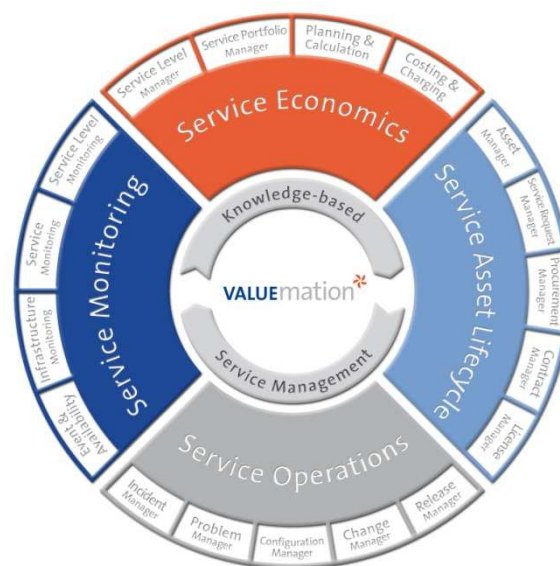 Service Level
Manager
Service Portfolio
Manager
Planning &
Calculation
Costing &
Charging
Service Economics
Asset
Manager
Service Request
Manager
Procurement
Manager
Contract
Manager
License
Manager
Service Asset Lifecycle
Release
Manager
Change
Manager
Configuration
Manager
Problem
Manager
Incident
Manager
Service Operations
Event &
Availability
Infrastructure
Monitoring
Service
Monitoring
Service Level
Monitoring
Service Monitoring
Knowledge-based
VALUEmation
Service Management